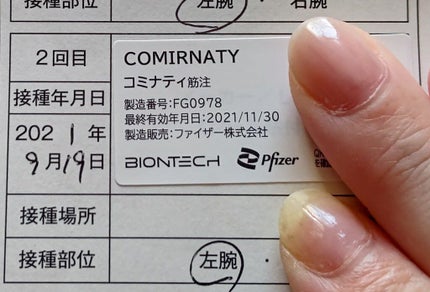 接種部位 左腕 ・ 右腕
2回目
接種年月日
2021年
9月19日
COMIRNATY
コミナティ筋注
製造番号:FG0978
最終有効年月日:2021/11/30
製造販売:ファイザー株式会社
BIONTECH Pfizer
接種場所
接種部位 左腕 ・